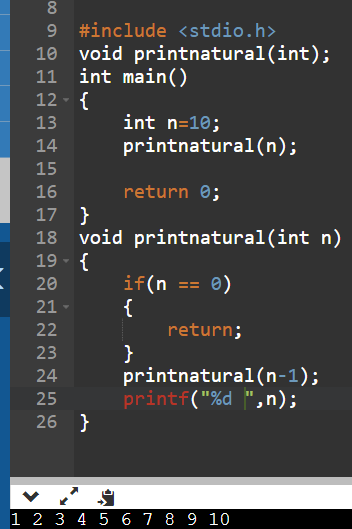 8
9 #include <stdio.h>
10 void printnatural(int);
11 int main()
12 {
13     int n=10;
14     printnatural(n);
15
16     return 0;
17 }
18 void printnatural(int n)
19 {
20     if(n == 0)
21     {
22         return;
23     }
24     printnatural(n-1);
25     printf("%d ",n);
26 }
1 2 3 4 5 6 7 8 9 10